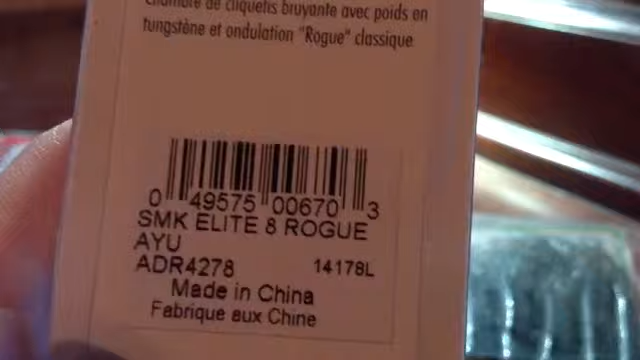 Chambre de cliquetis bruyante avec poids en
tungstène et ondulation "Rogue" classique
0 49575 00670 3
SMK ELITE 8 ROGUE
AYU
ADR4278 14178L
Made in China
Fabrique aux Chine